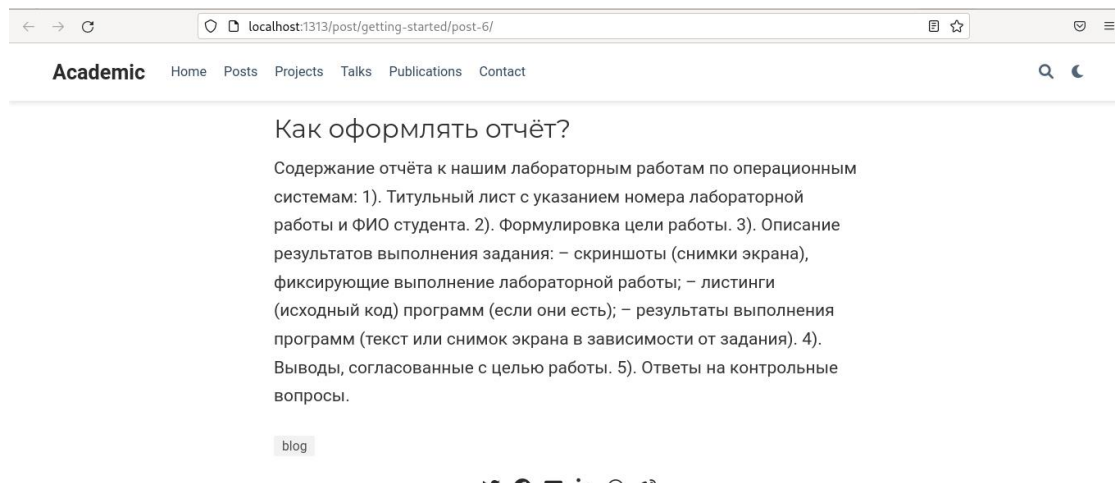 localhost:1313/post/getting-started/post-6/
Academic Home Posts Projects Talks Publications Contact
Как оформлять отчёт?
Содержание отчёта к нашим лабораторным работам по операционным
системам: 1). Титульный лист с указанием номера лабораторной
работы и ФИО студента. 2). Формулировка цели работы. 3). Описание
результатов выполнения задания: – скриншоты (снимки экрана),
фиксирующие выполнение лабораторной работы; – листинги
(исходный код) программ (если они есть); – результаты выполнения
программ (текст или снимок экрана в зависимости от задания). 4).
Выводы, согласованные с целью работы. 5). Ответы на контрольные
вопросы.
blog